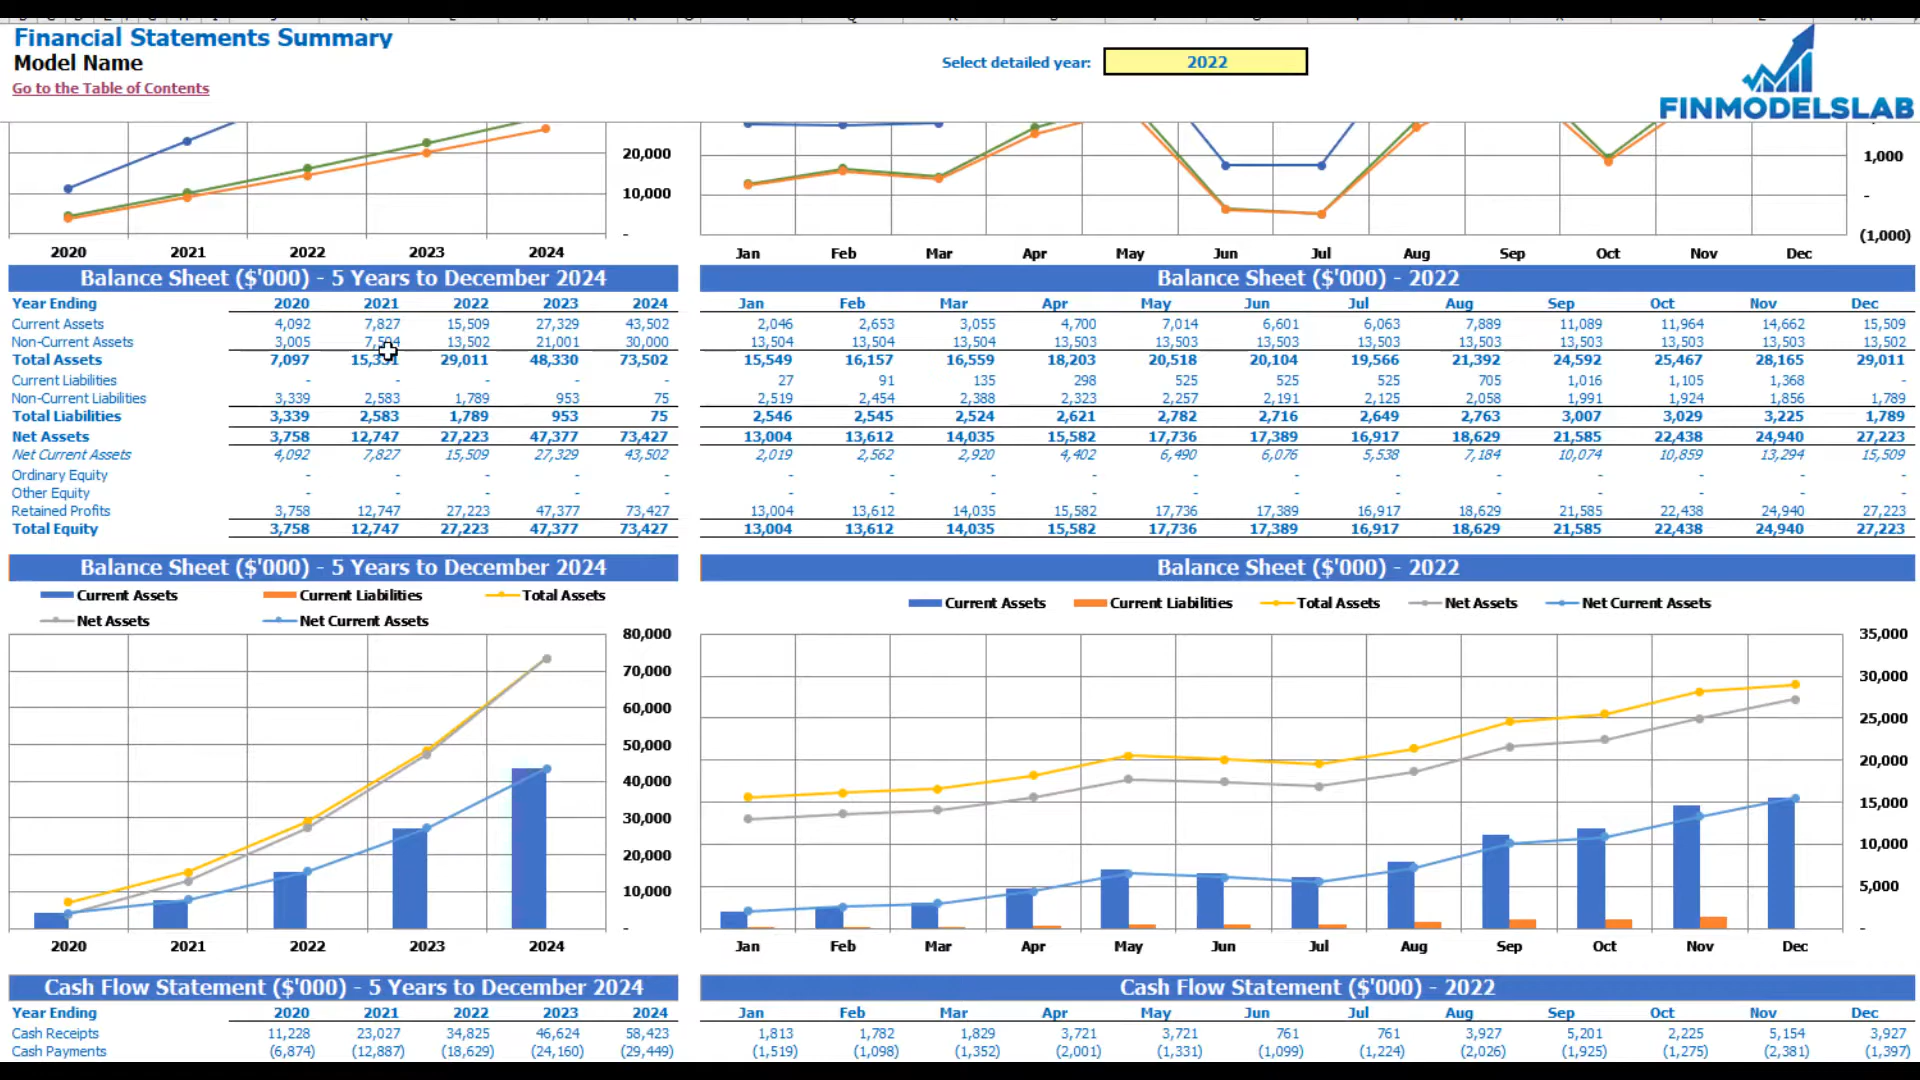 Financial Statements Summary
Model Name
Go to the Table of Contents
Select detailed year: 2022
FINMODELSLAB
20,000
10,000
-
2020 2021 2022 2023 2024
1,000
-
(1,000)
Jan Feb Mar Apr May Jun Jul Aug Sep Oct Nov Dec
Balance Sheet ($'000) - 5 Years to December 2024
Year Ending 2020 2021 2022 2023 2024
Current Assets 4,092 7,827 15,509 27,329 43,502
Non-Current Assets 3,005 13,502 21,001 30,000
Total Assets 7,097 29,011 48,330 73,502
Current Liabilities - - - - -
Non-Current Liabilities 3,339 2,583 1,789 953 75
Total Liabilities 3,339 2,583 1,789 953 75
Net Assets 3,758 12,747 27,223 47,377 73,427
Net Current Assets 4,092 7,827 15,509 27,329 43,502
Ordinary Equity - - - - -
Other Equity - - - - -
Retained Profits 3,758 12,747 27,223 47,377 73,427
Total Equity 3,758 12,747 27,223 47,377 73,427
Balance Sheet ($'000) - 2022
Jan Feb Mar Apr May Jun Jul Aug Sep Oct Nov Dec
2,046 2,653 3,055 4,700 7,014 6,601 6,063 7,889 11,089 11,964 14,662 15,509
13,504 13,504 13,504 13,503 13,503 13,503 13,503 13,503 13,503 13,503 13,503 13,502
15,549 16,157 16,559 18,203 20,518 20,104 19,566 21,392 24,592 25,467 28,165 29,011
27 91 135 298 525 525 525 705 1,016 1,105 1,368 -
2,519 2,454 2,388 2,323 2,257 2,191 2,125 2,058 1,991 1,924 1,856 1,789
2,546 2,545 2,524 2,621 2,782 2,716 2,649 2,763 3,007 3,029 3,225 1,789
13,004 13,612 14,035 15,582 17,736 17,389 16,917 18,629 21,585 22,438 24,940 27,223
2,019 2,562 2,920 4,402 6,490 6,076 5,538 7,184 10,074 10,859 13,294 15,509
- - - - - - - - - - - -
- - - - - - - - - - - -
13,004 13,612 14,035 15,582 17,736 17,389 16,917 18,629 21,585 22,438 24,940 27,223
13,004 13,612 14,035 15,582 17,736 17,389 16,917 18,629 21,585 22,438 24,940 27,223
Balance Sheet ($'000) - 5 Years to December 2024
Current Assets Current Liabilities Total Assets
Net Assets Net Current Assets
80,000
70,000
60,000
50,000
40,000
30,000
20,000
10,000
-
2020 2021 2022 2023 2024
Balance Sheet ($'000) - 2022
Current Assets Current Liabilities Total Assets Net Assets Net Current Assets
35,000
30,000
25,000
20,000
15,000
10,000
5,000
-
Jan Feb Mar Apr May Jun Jul Aug Sep Oct Nov Dec
Cash Flow Statement ($'000) - 5 Years to December 2024
Year Ending 2020 2021 2022 2023 2024
Cash Receipts 11,228 23,027 34,825 46,624 58,423
Cash Payments (6,874) (12,887) (18,629) (24,160) (29,449)
Cash Flow Statement ($'000) - 2022
Jan Feb Mar Apr May Jun Jul Aug Sep Oct Nov Dec
1,813 1,782 1,829 3,721 3,721 761 761 3,927 5,201 2,225 5,154 3,927
(1,519) (1,098) (1,352) (2,001) (1,331) (1,099) (1,224) (2,026) (1,925) (1,275) (2,381) (1,397)